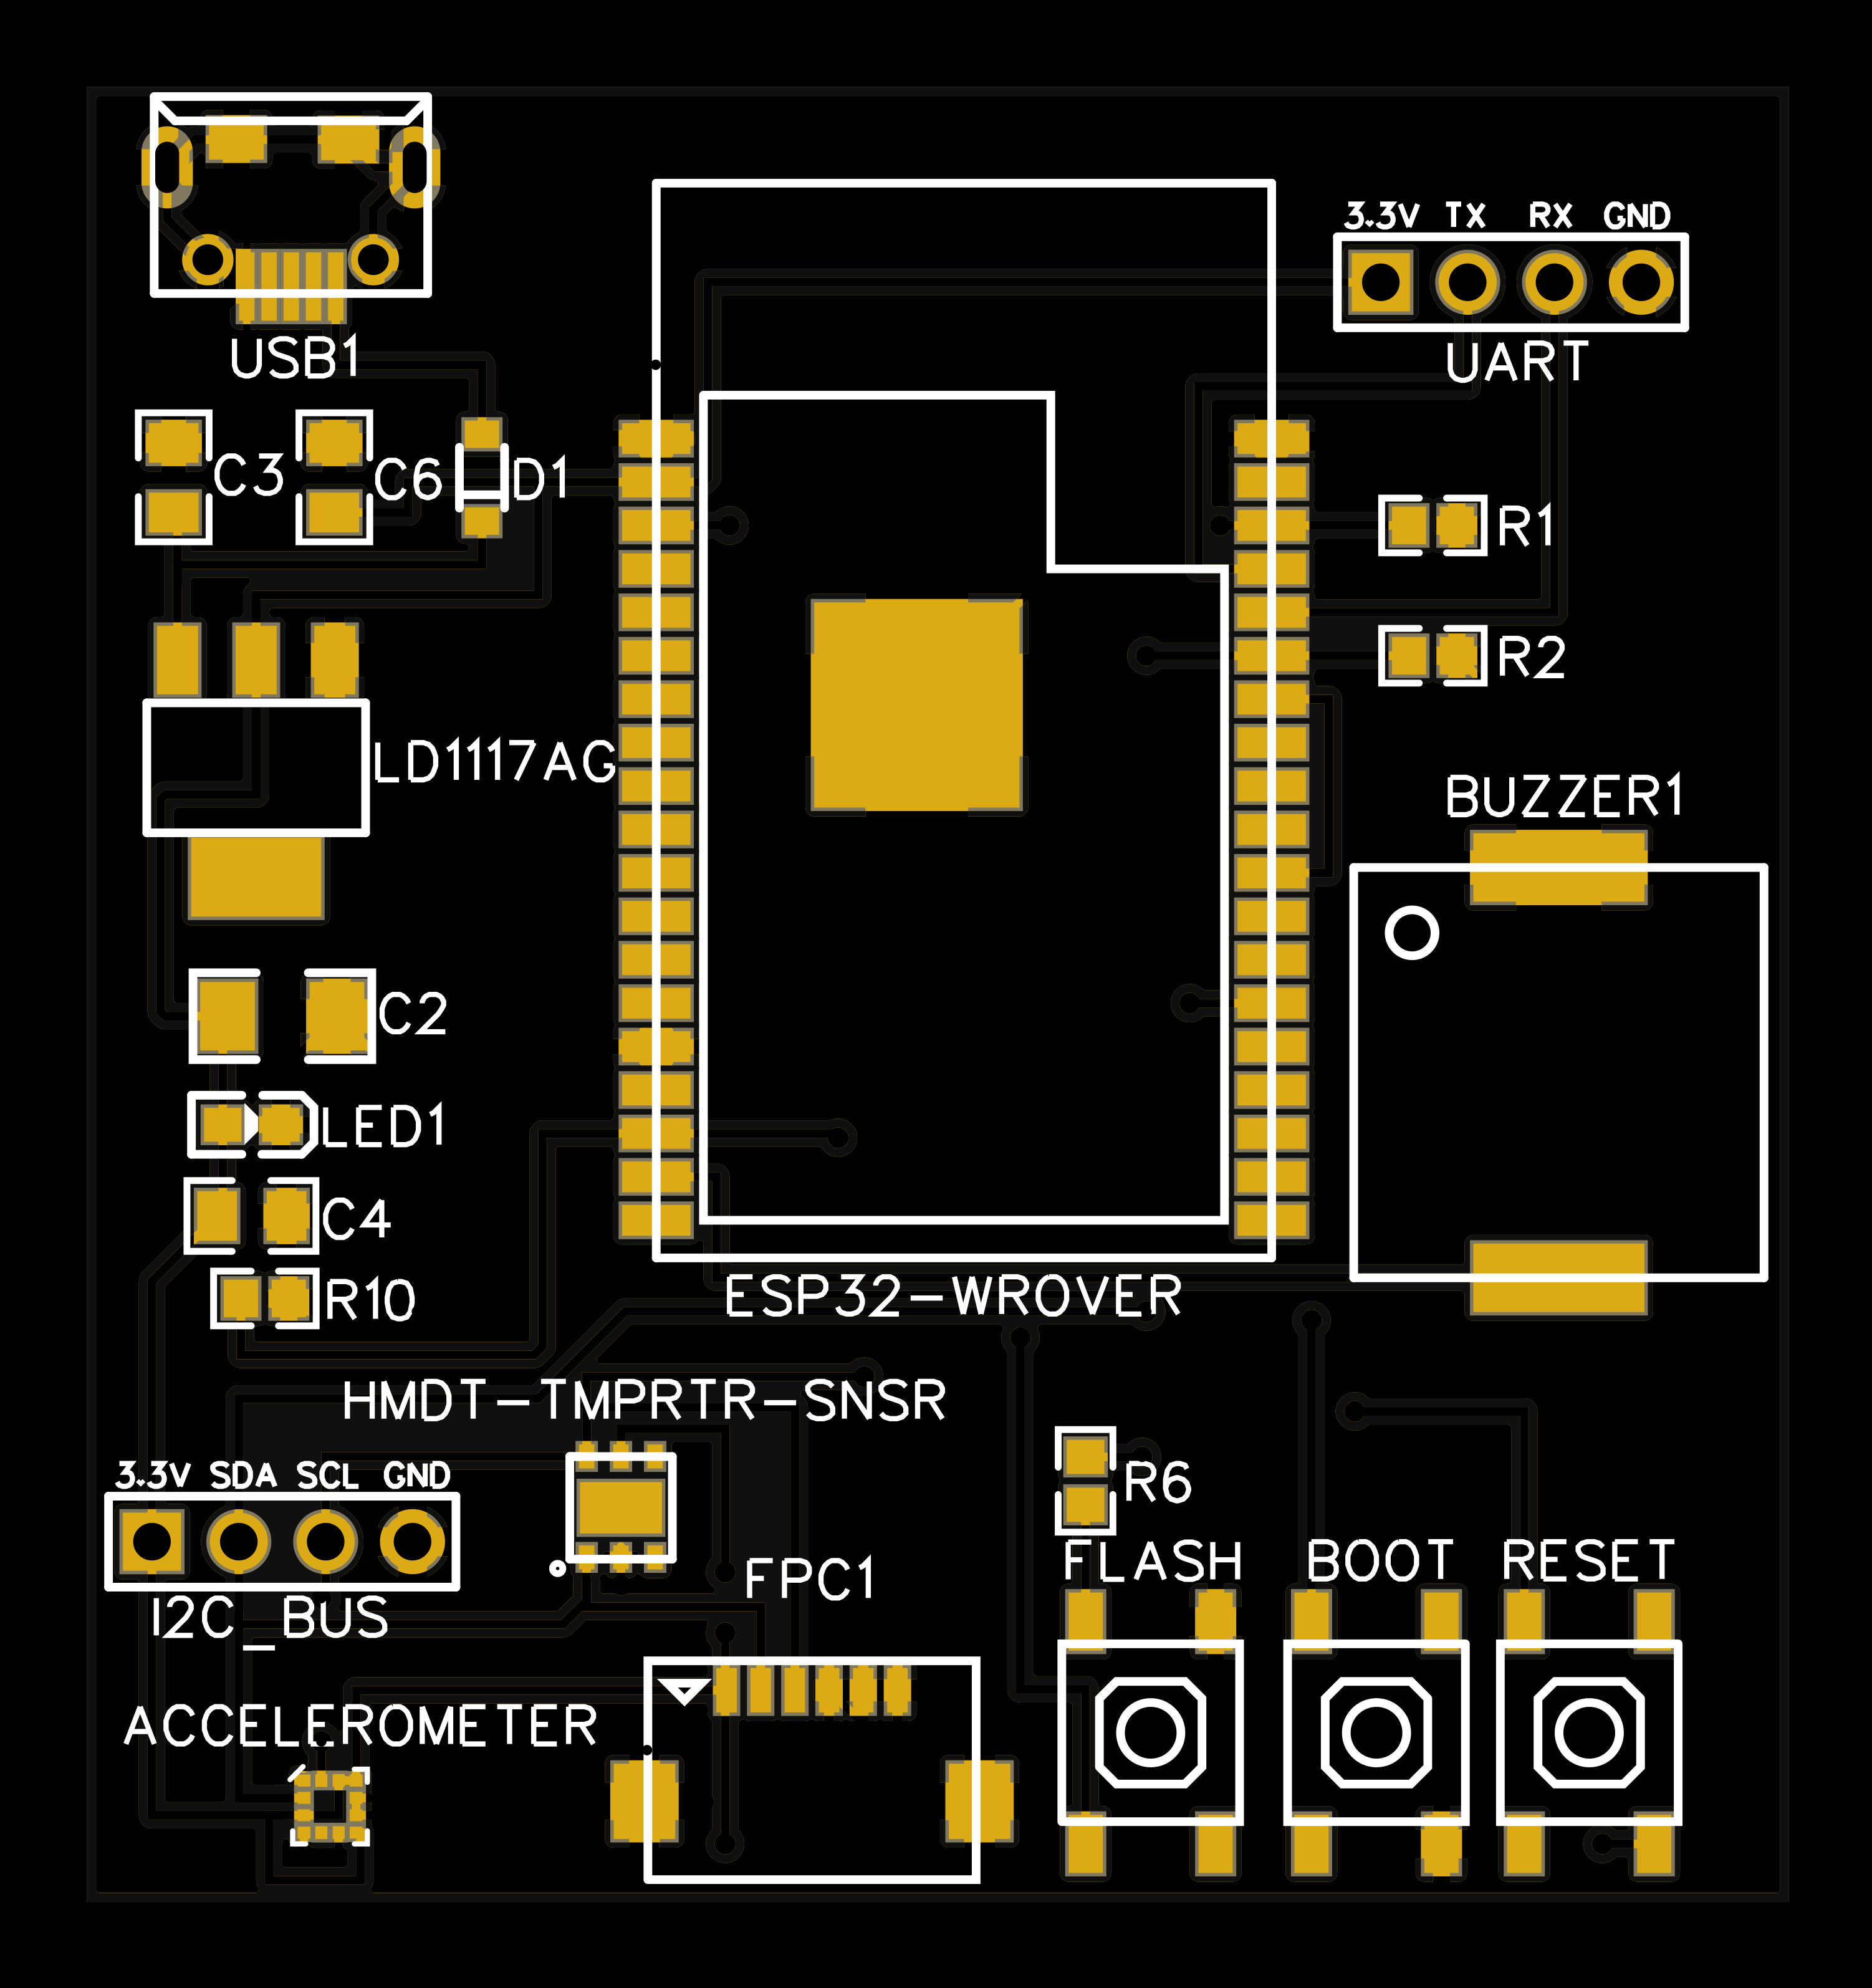 3.3V TX RX GND
USB1
UART
C3
C6
D1
R1
R2
LD1117AG
BUZZER1
C2
LED1
C4
R10
ESP32-WROVER
HMDT-TMPRTR-SNSR
3.3V SDA SCL GND
R6
FLASH
BOOT
RESET
FPC1
I2C_BUS
ACCELEROMETER